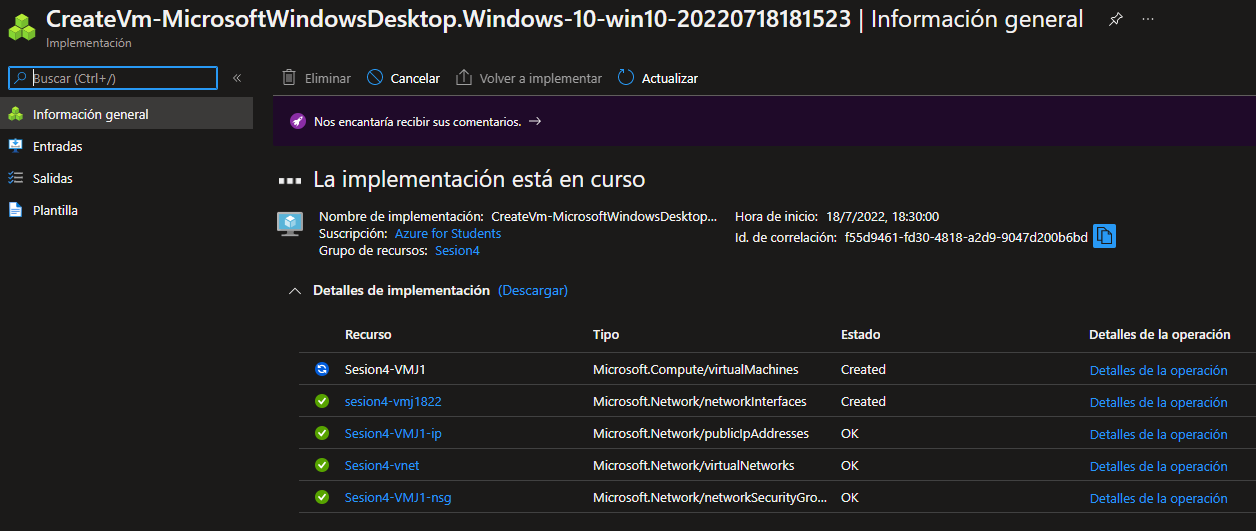 CreateVm-MicrosoftWindowsDesktop.Windows-10-win10-20220718181523 | Información general
Implementación
Buscar (Ctrl+/)
Eliminar Cancelar Volver a implementar Actualizar
Información general
Entradas
Salidas
Plantilla
Nos encantaría recibir sus comentarios. →
La implementación está en curso
Nombre de implementación: CreateVm-MicrosoftWindowsDesktop... Hora de inicio: 18/7/2022, 18:30:00
Suscripción: Azure for Students Id. de correlación: f55d9461-fd30-4818-a2d9-9047d200b6bd
Grupo de recursos: Sesion4
Detalles de implementación (Descargar)
Recurso Tipo Estado Detalles de la operación
Sesion4-VMJ1 Microsoft.Compute/virtualMachines Created Detalles de la operación
sesion4-vmj1822 Microsoft.Network/networkInterfaces Created Detalles de la operación
Sesion4-VMJ1-ip Microsoft.Network/publicIpAddresses OK Detalles de la operación
Sesion4-vnet Microsoft.Network/virtualNetworks OK Detalles de la operación
Sesion4-VMJ1-nsg Microsoft.Network/networkSecurityGro... OK Detalles de la operación